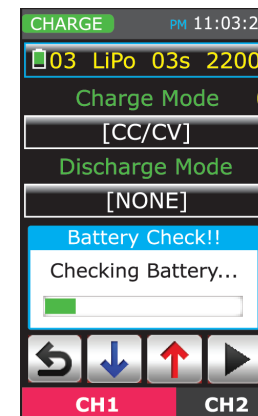 CHARGE PM 11:03:2
03 LiPo 03s 2200
Charge Mode
[CC/CV]
Discharge Mode
[NONE]
Battery Check!!
Checking Battery...
CH1 CH2